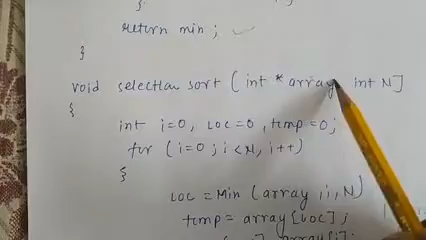 return min ;
}
void selection sort ( int * array int N ]
{
int i=0, LOC=0 , temp =0;
for ( i=0 ; i < N , i++ )
{
LOC = Min ( array , i , N )
temp = array [LOC] ;
array [i] ;